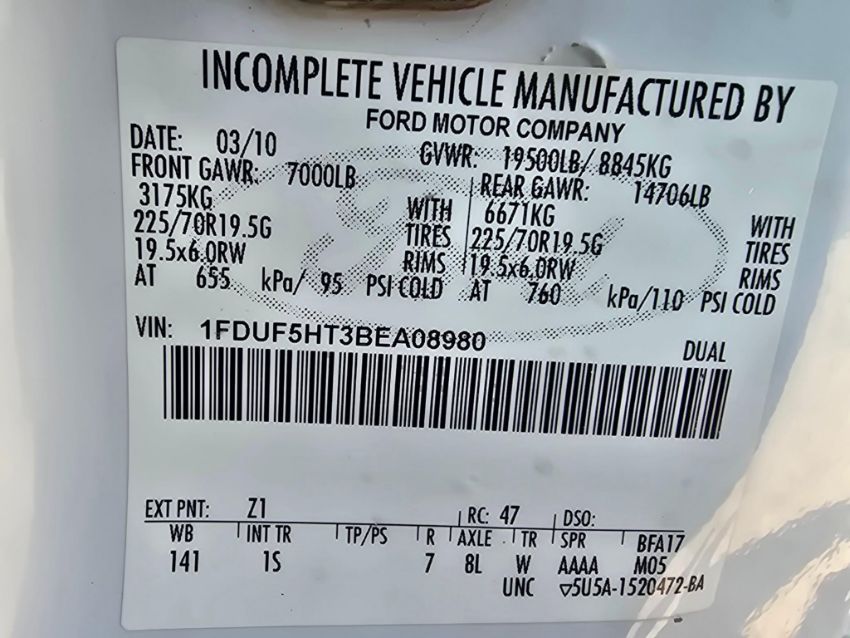 INCOMPLETE VEHICLE MANUFACTURED BY
FORD MOTOR COMPANY
DATE: 03/10 GVWR: 19500LB/ 8845KG
FRONT GAWR: 7000LB REAR GAWR: 14706LB
3175KG WITH 6671KG WITH
225/70R19.5G TIRES 225/70R19.5G TIRES
19.5x6.0RW RIMS 19.5x6.0RW RIMS
AT 655 kPa/ 95 PSI COLD AT 760 kPa/110 PSI COLD
VIN: 1FDUF5HT3BEA08980 DUAL
EXT PNT: Z1 RC: 47 DSO:
WB INT TR TP/PS R AXLE TR SPR BFA17
141 1S 7 8L W AAAA M05
UNC ▽5U5A-1520472-BA